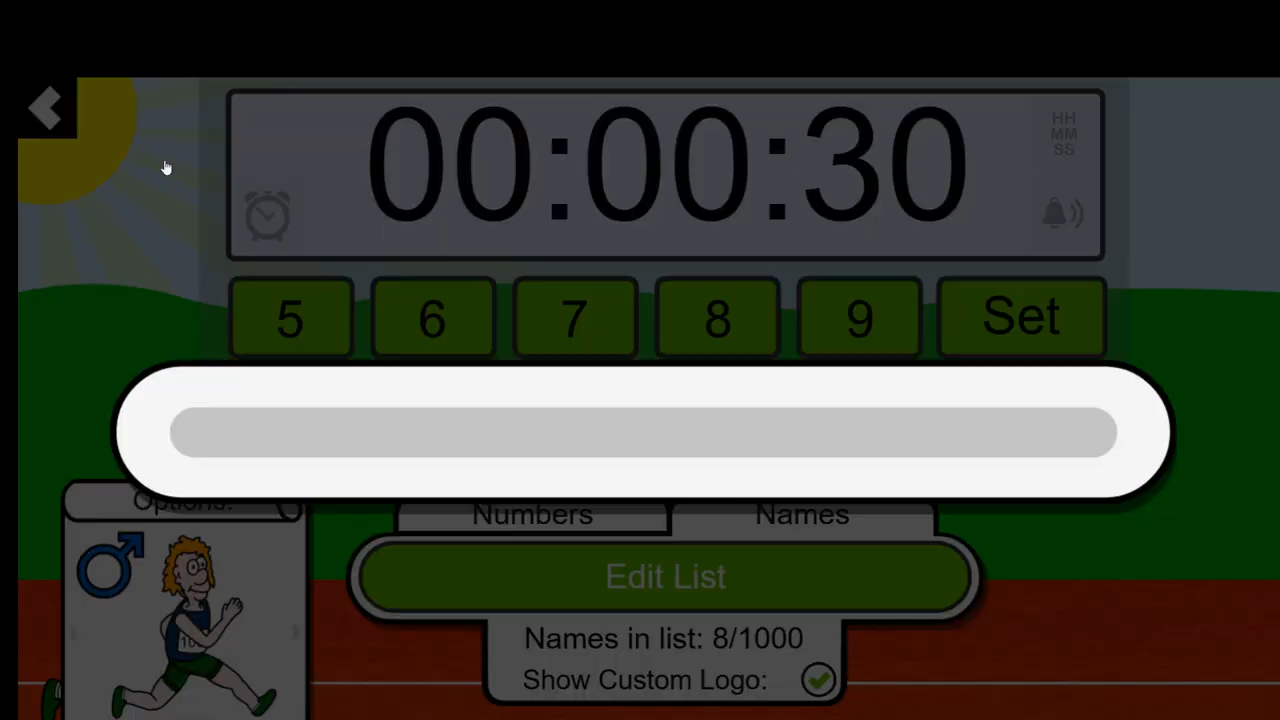 00:00:30
HH
MM
SS
5 6 7 8 9 Set
Options:
Numbers Names
Edit List
Names in list: 8/1000
Show Custom Logo: